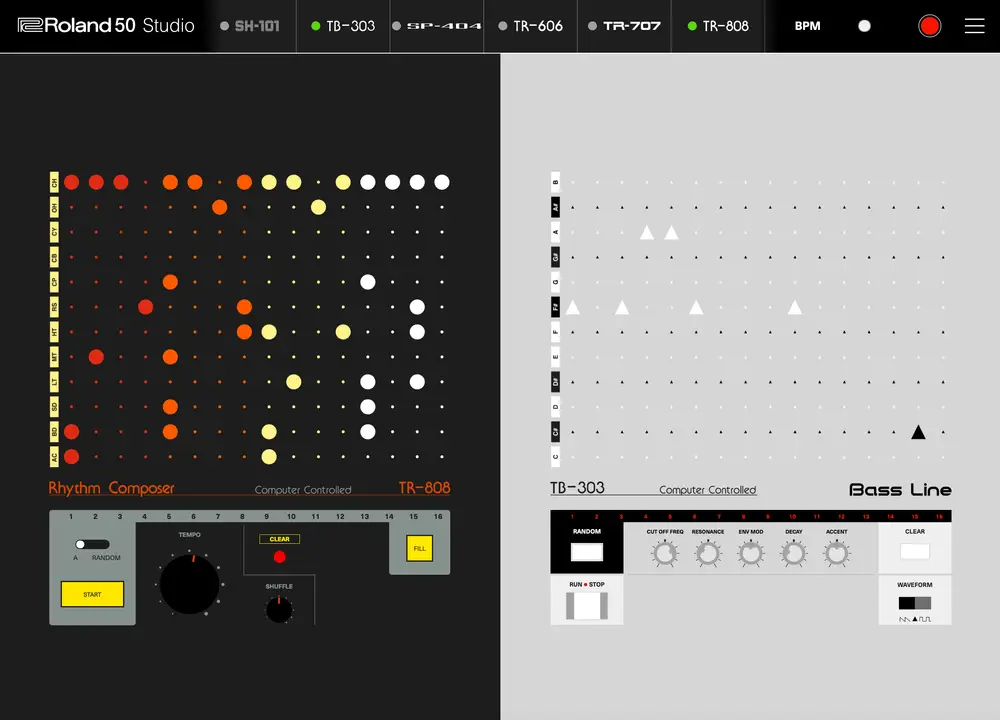 Roland 50 Studio
SH-101
TB-303
SP-404
TR-606
TR-707
TR-808
BPM
CH
OH
CY
CB
CP
RS
HT
MT
LT
SD
BD
AC
Rhythm Composer Computer Controlled TR-808
1 2 3 4 5 6 7 8 9 10 11 12 13 14 15 16
A RANDOM
START
TEMPO
CLEAR
SHUFFLE
FILL
B
A#
A
G#
G
F#
F
E
D#
D
C#
C
TB-303 Computer Controlled Bass Line
1 2 3 4 5 6 7 8 9 10 11 12 13 14 15 16
RANDOM
CUT OFF FREQ RESONANCE ENV MOD DECAY ACCENT
CLEAR
RUN STOP
WAVEFORM